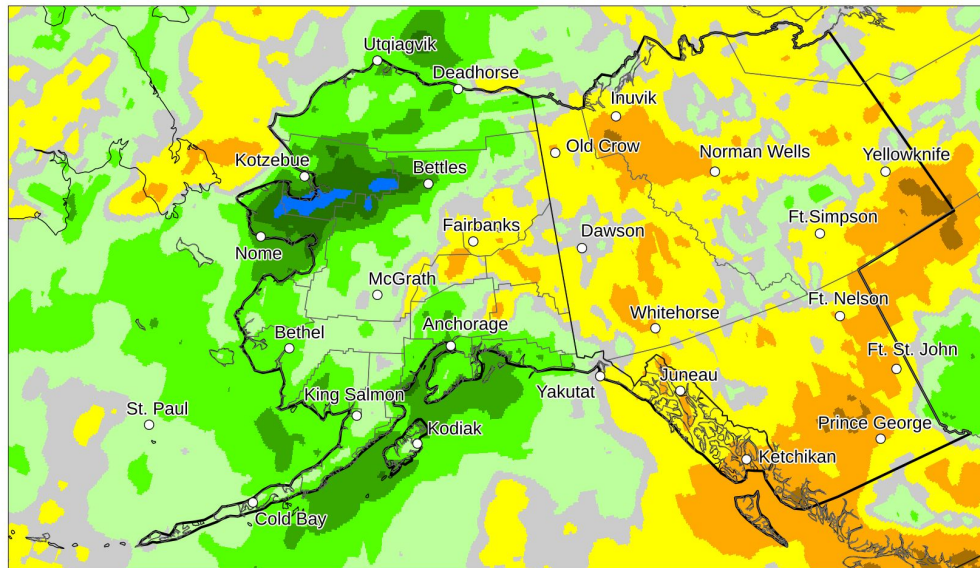 Utqiagvik
Deadhorse
Inuvik
Old Crow
Norman Wells
Yellowknife
Kotzebue
Bettles
Ft.Simpson
Fairbanks
Dawson
Nome
McGrath
Ft. Nelson
Whitehorse
Anchorage
Bethel
Ft. St. John
Juneau
Yakutat
King Salmon
St. Paul
Prince George
Kodiak
Ketchikan
Cold Bay